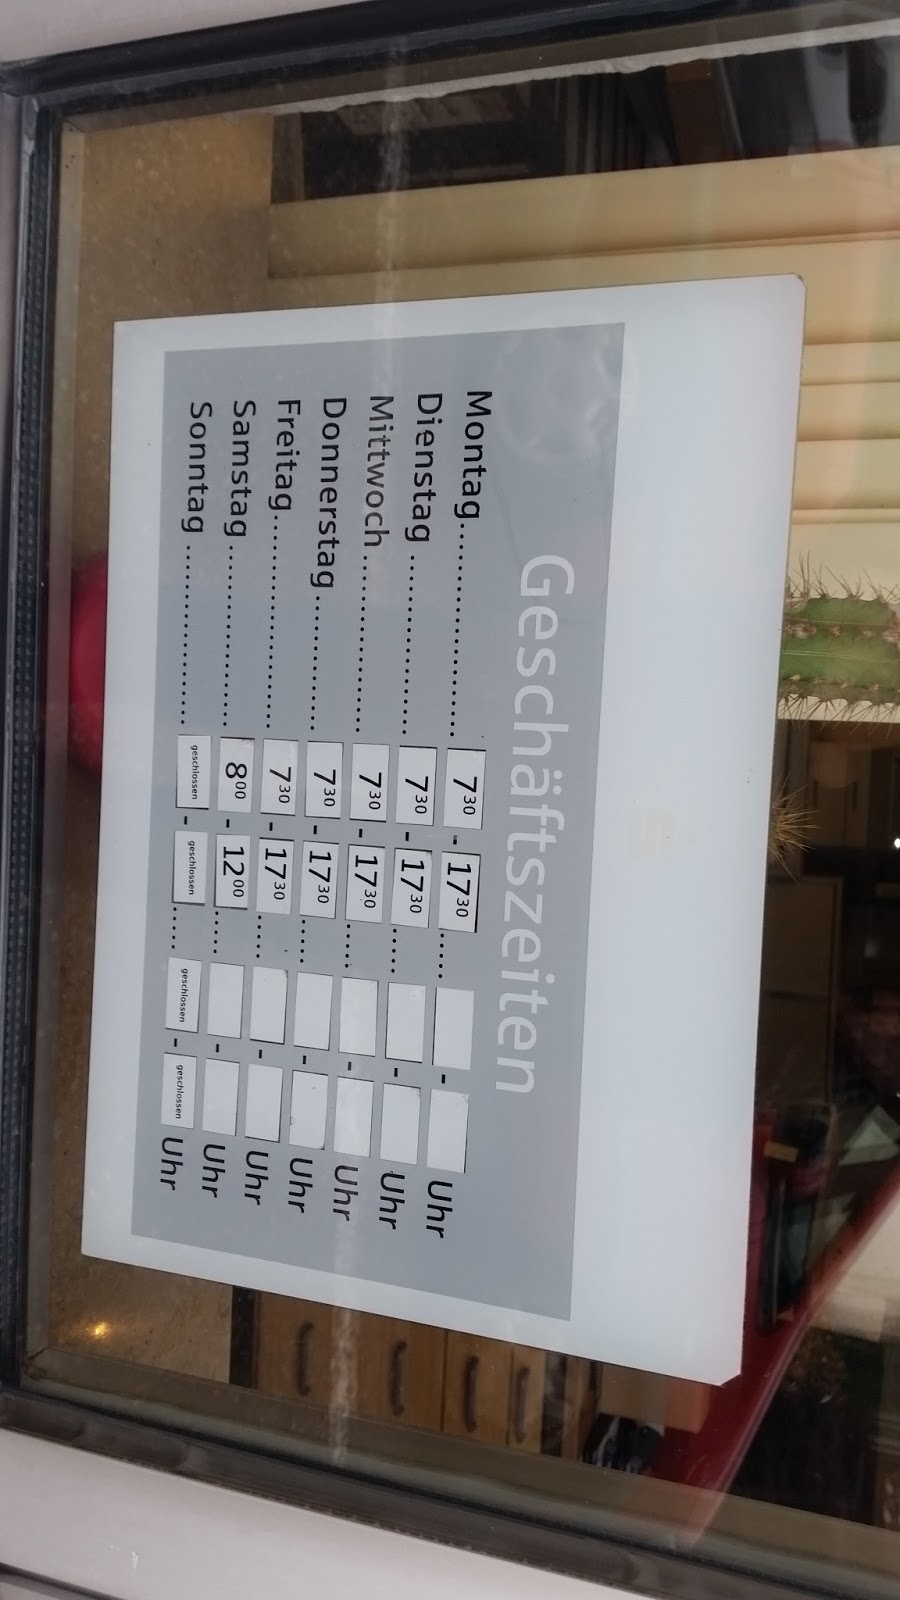 Geschäftszeiten
Montag.......................... 7³⁰ - 17³⁰ ...... - Uhr
Dienstag ...................... 7³⁰ - 17³⁰ ...... - Uhr
Mittwoch ..................... 7³⁰ - 17³⁰ ...... - Uhr
Donnerstag ................. 7³⁰ - 17³⁰ ...... - Uhr
Freitag.......................... 7³⁰ - 17³⁰ ...... - Uhr
Samstag ...................... 8⁰⁰ - 12⁰⁰ ...... - Uhr
Sonntag ...................... geschlossen - geschlossen ...... geschlossen - geschlossen Uhr